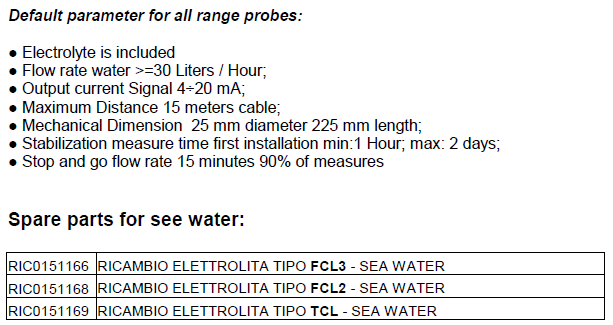 Default parameter for all range probes:
● Electrolyte is included
● Flow rate water >=30 Liters / Hour;
● Output current Signal 4÷20 mA;
● Maximum Distance 15 meters cable;
● Mechanical Dimension  25 mm diameter 225 mm length;
● Stabilization measure time first installation min:1 Hour; max: 2 days;
● Stop and go flow rate 15 minutes 90% of measures
Spare parts for see water:
RIC0151166 RICAMBIO ELETTROLITA TIPO FCL3 - SEA WATER
RIC0151168 RICAMBIO ELETTROLITA TIPO FCL2 - SEA WATER
RIC0151169 RICAMBIO ELETTROLITA TIPO TCL - SEA WATER